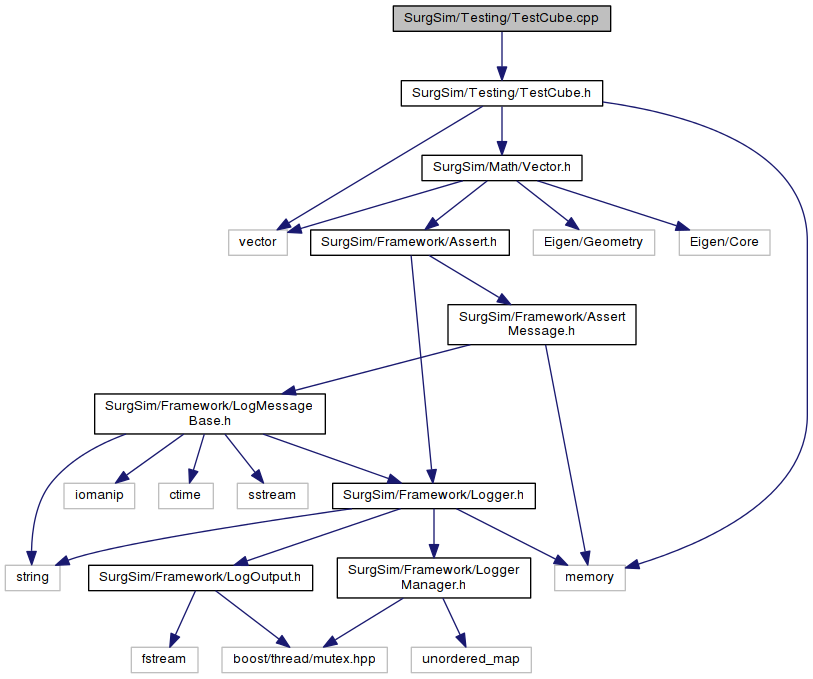 SurgSim/Testing/TestCube.cpp
SurgSim/Testing/TestCube.h
SurgSim/Math/Vector.h
vector
SurgSim/Framework/Assert.h
Eigen/Geometry
Eigen/Core
SurgSim/Framework/Assert
Message.h
SurgSim/Framework/LogMessage
Base.h
iomanip
ctime
sstream
SurgSim/Framework/Logger.h
string
SurgSim/Framework/LogOutput.h
SurgSim/Framework/Logger
Manager.h
memory
fstream
boost/thread/mutex.hpp
unordered_map